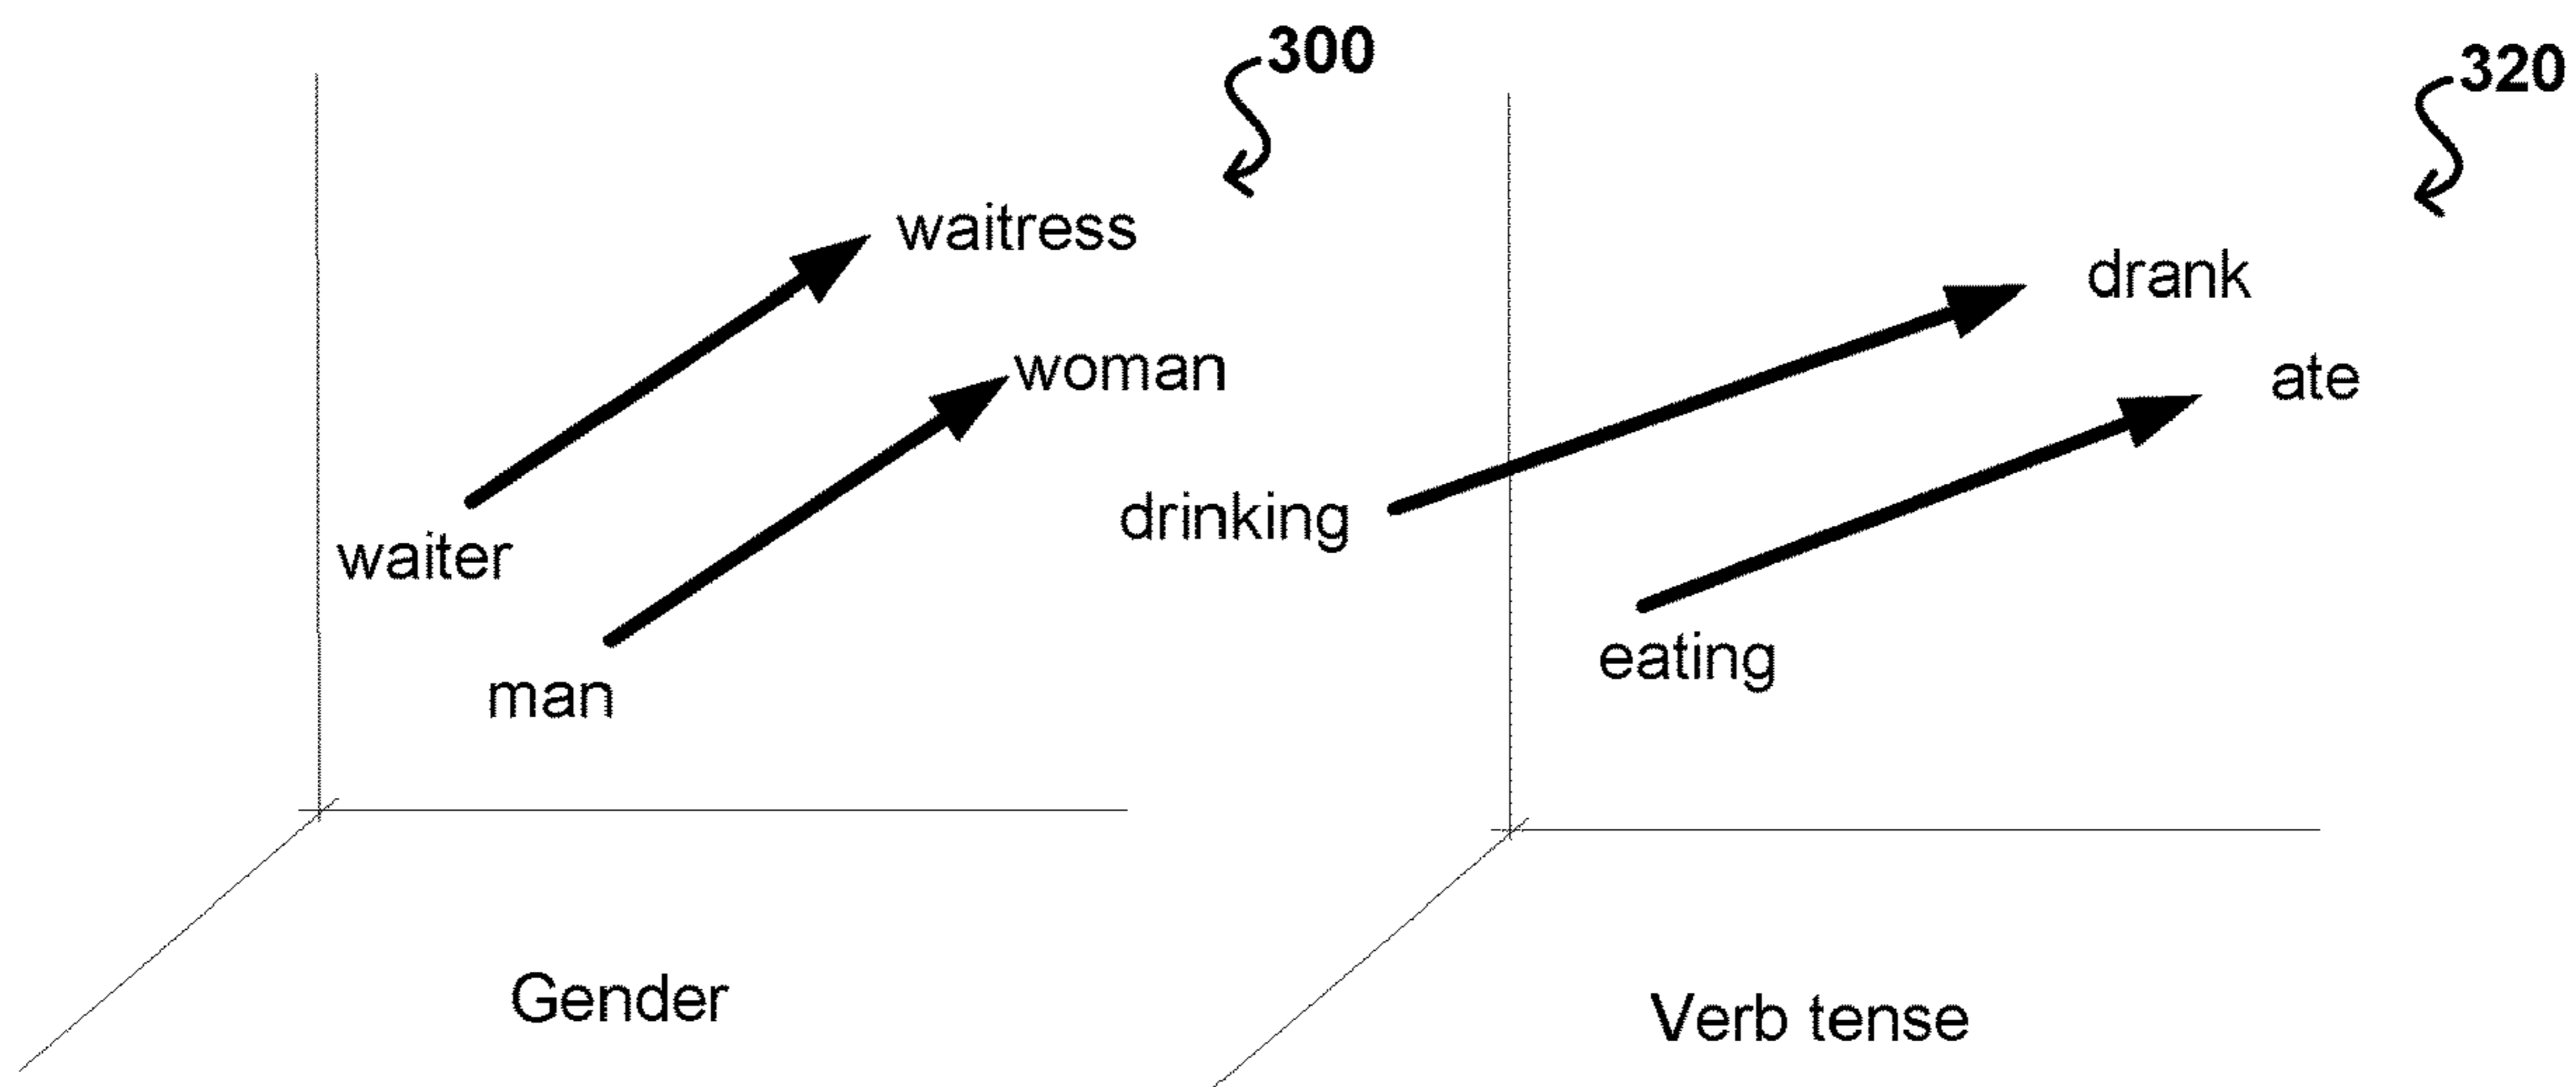 300
waitress
woman
waiter
man
Gender
320
drank
ate
drinking
eating
Verb tense